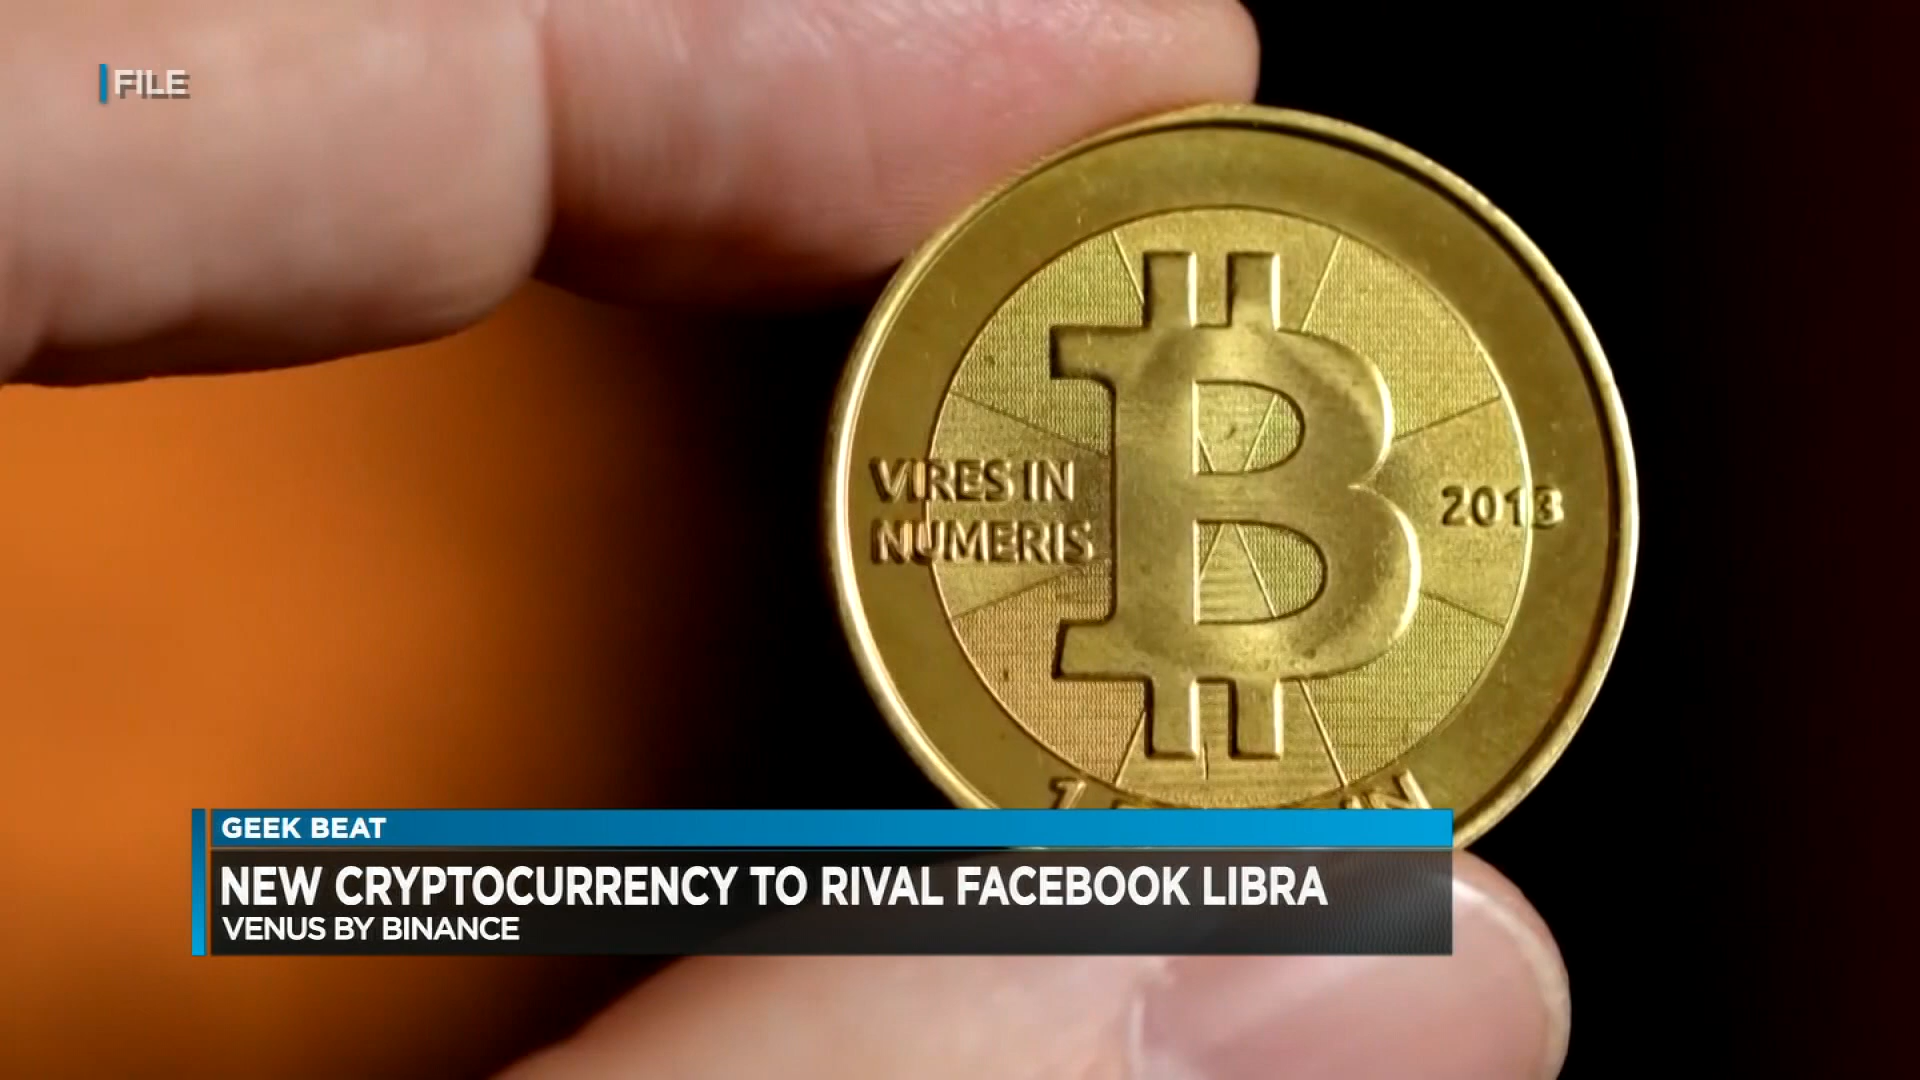 FILE
VIRES IN
NUMERIS
2013
GEEK BEAT
NEW CRYPTOCURRENCY TO RIVAL FACEBOOK LIBRA
VENUS BY BINANCE